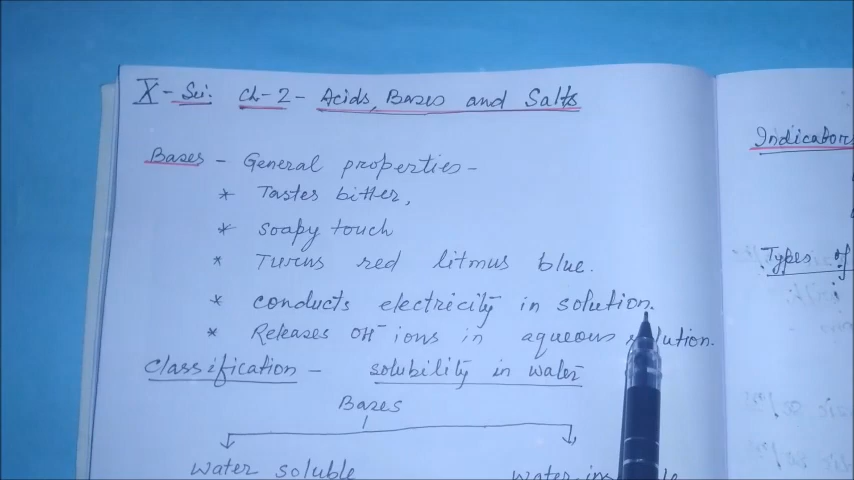 X - Sci. Ch-2- Acids, Bases and Salts
Bases - General properties -
* Tastes bitter,
* Soapy touch
* Turns red litmus blue.
* conducts electricity in solution.
* Releases OH⁻ ions in aqueous solution.
Classification - solubility in water
Bases
water soluble
water
Indicators
Types of